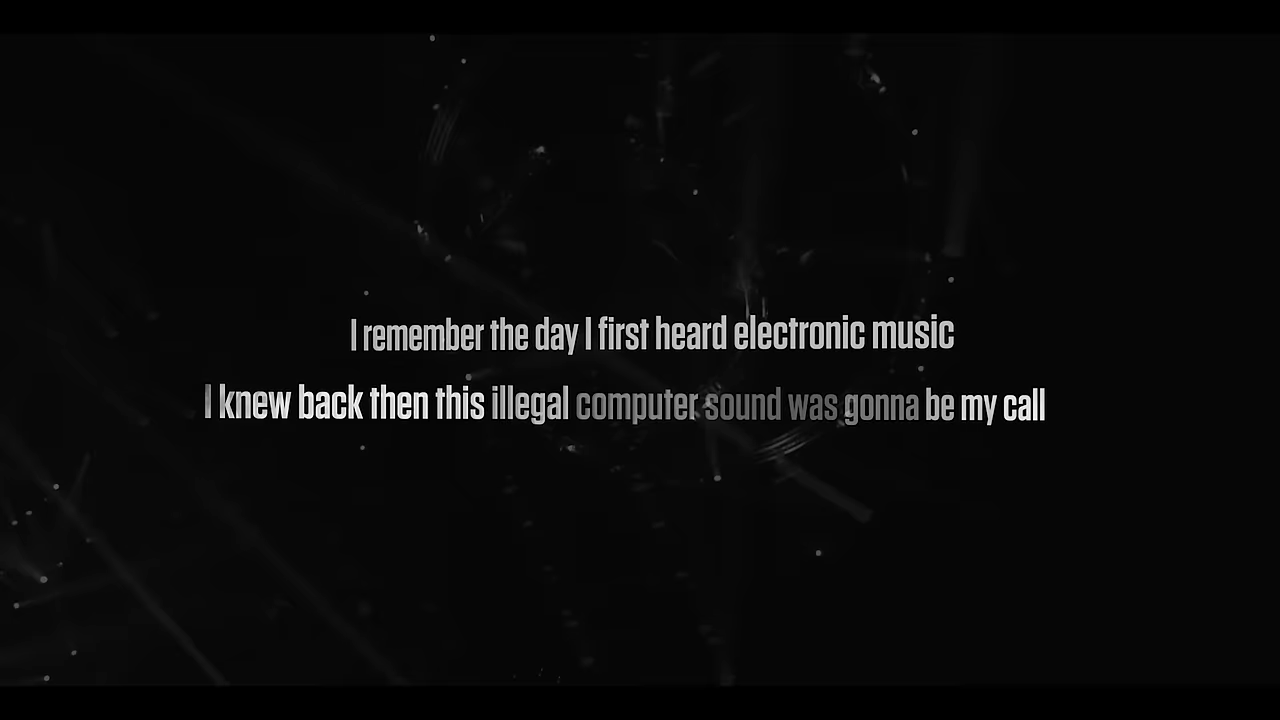 I remember the day I first heard electronic music
I knew back then this illegal computer sound was gonna be my call